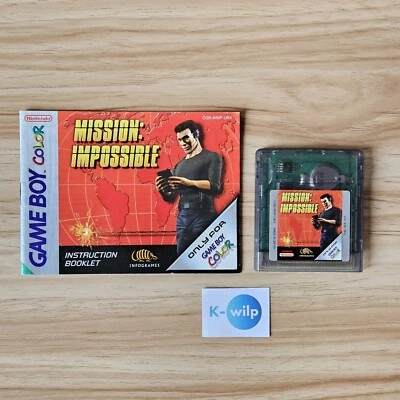 Nintendo
GAME BOY COLOR
MISSION:
IMPOSSIBLE
INSTRUCTION
BOOKLET
INFOGRAMES
ONLY FOR
GAME BOY
COLOR
MISSION:
IMPOSSIBLE
K-wilp